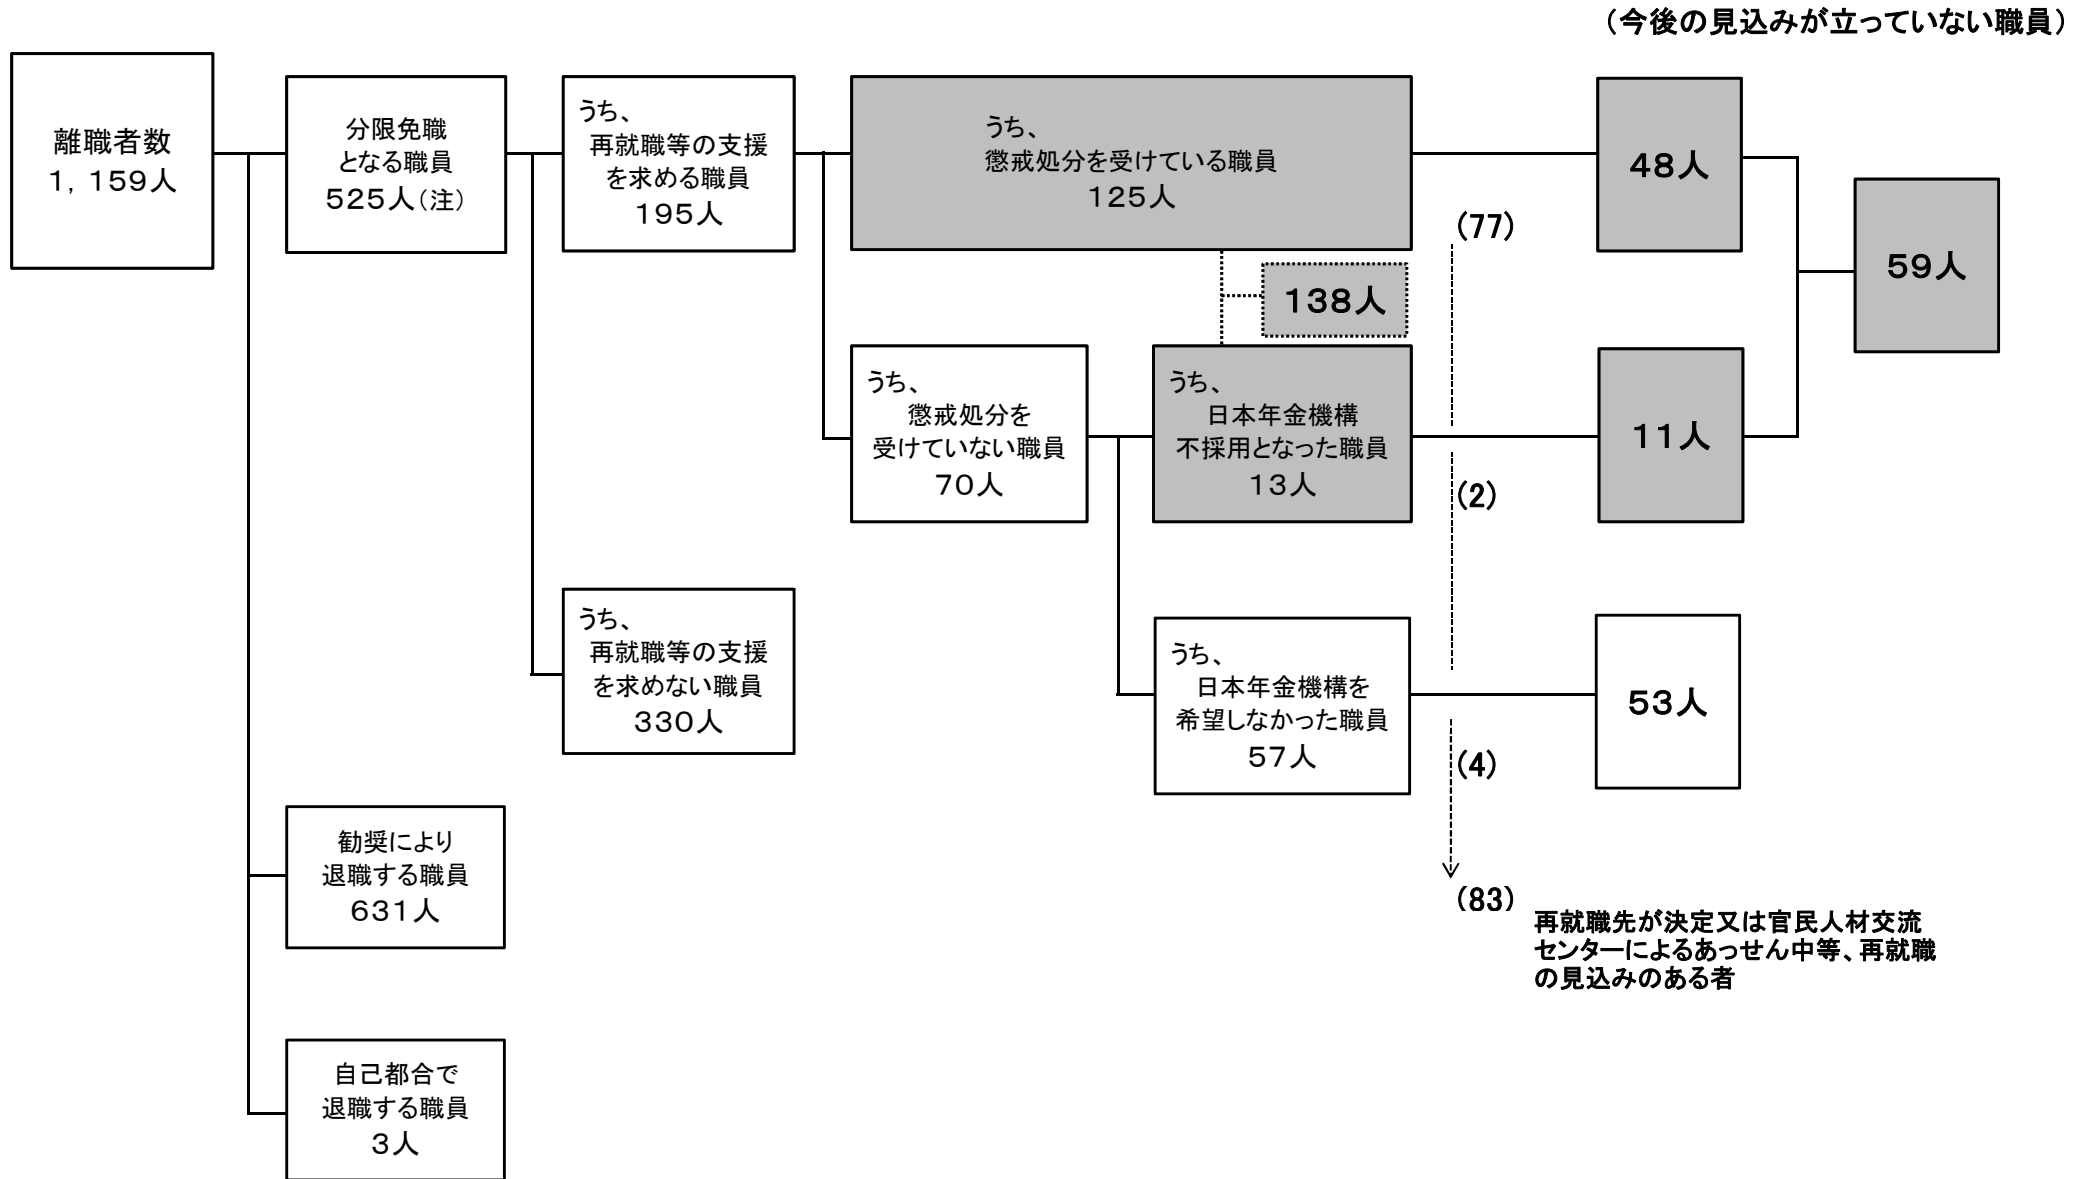 （今後の見込みが立っていない職員）
離職者数
１，１５９人
分限免職
となる職員
５２５人（注）
うち、
再就職等の支援
を求める職員
１９５人
うち、
懲戒処分を受けている職員
１２５人
４８人
(77)
５９人
１３８人
うち、
懲戒処分を
受けていない職員
７０人
うち、
日本年金機構
不採用となった職員
１３人
１１人
(2)
うち、
再就職等の支援
を求めない職員
３３０人
うち、
日本年金機構を
希望しなかった職員
５７人
５３人
(4)
勧奨により
退職する職員
６３１人
(83)
再就職先が決定又は官民人材交流
センターによるあっせん中等、再就職
の見込みのある者
自己都合で
退職する職員
３人